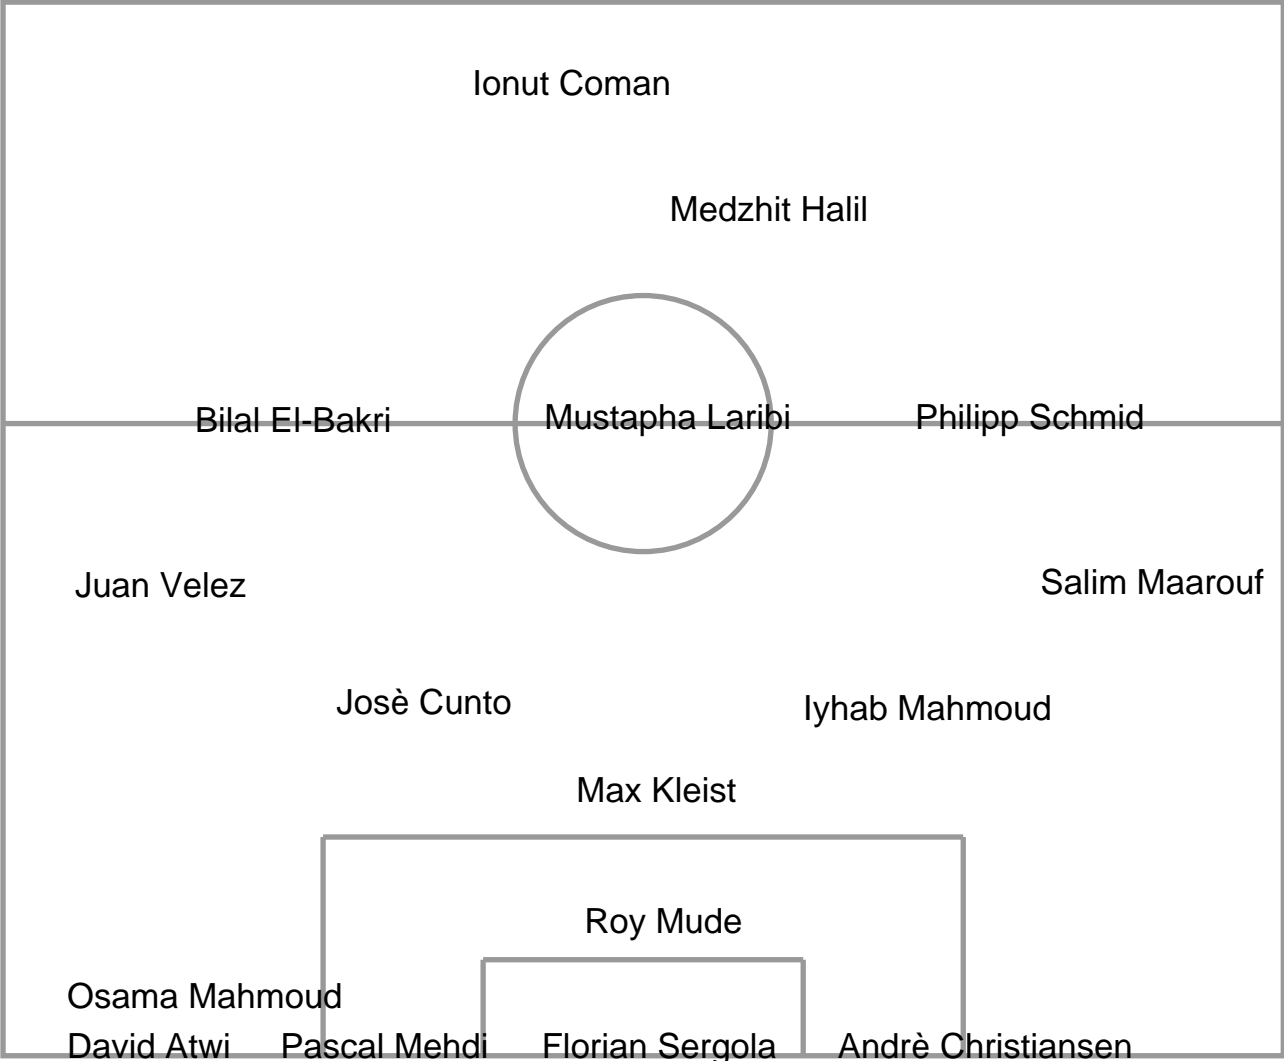 Ionut Coman
Medzhit Halil
Bilal El-Bakri Mustapha Laribi Philipp Schmid
Juan Velez Salim Maarouf
Josè Cunto Iyhab Mahmoud
Max Kleist
Roy Mude
Osama Mahmoud
David Atwi Pascal Mehdi Florian Sergola Andrè Christiansen